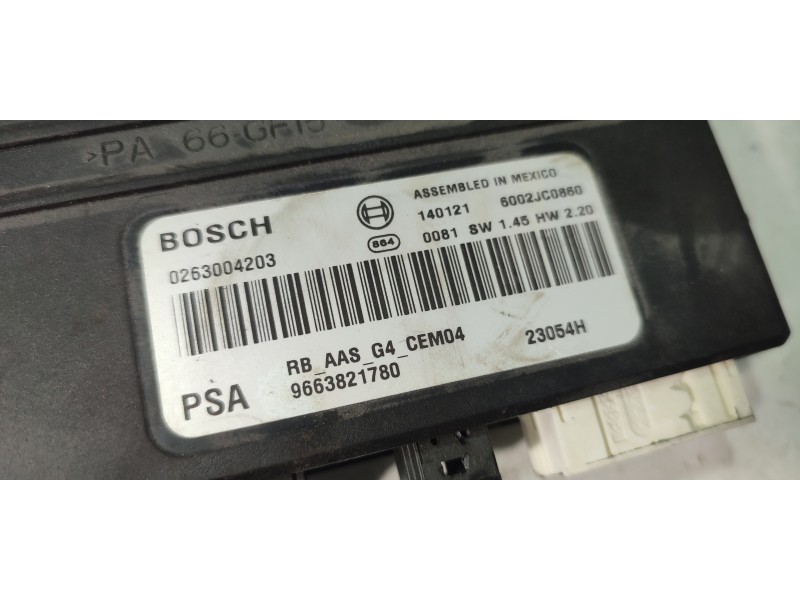 >PA 66-GF15
BOSCH
ASSEMBLED IN MEXICO
140121 6002JC0860
864 0081 SW 1.45 HW 2.20
0263004203
RB_AAS_G4_CEM04 23054H
PSA 9663821780